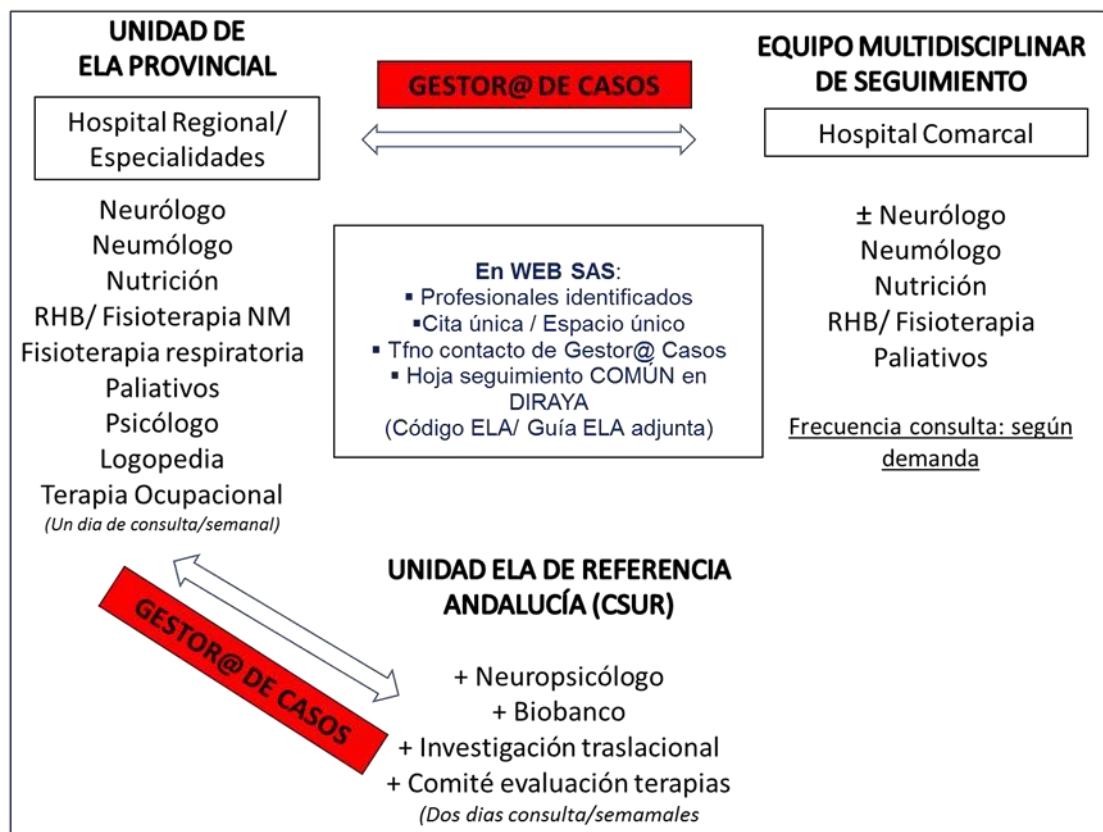 UNIDAD DE
ELA PROVINCIAL
Hospital Regional/
Especialidades
Neurólogo
Neumólogo
Nutrición
RHB/ Fisioterapia NM
Fisioterapia respiratoria
Paliativos
Psicólogo
Logopedia
Terapia Ocupacional
(Un dia de consulta/semanal)
GESTOR@ DE CASOS
EQUIPO MULTIDISCIPLINAR
DE SEGUIMIENTO
Hospital Comarcal
± Neurólogo
Neumólogo
Nutrición
RHB/ Fisioterapia
Paliativos
Frecuencia consulta: según
demanda
En WEB SAS:
▪ Profesionales identificados
▪Cita única / Espacio único
▪ Tfno contacto de Gestor@ Casos
▪ Hoja seguimiento COMÚN en
DIRAYA
(Código ELA/ Guía ELA adjunta)
GESTOR@ DE CASOS
UNIDAD ELA DE REFERENCIA
ANDALUCÍA (CSUR)
+ Neuropsicólogo
+ Biobanco
+ Investigación traslacional
+ Comité evaluación terapias
(Dos dias consulta/semamales